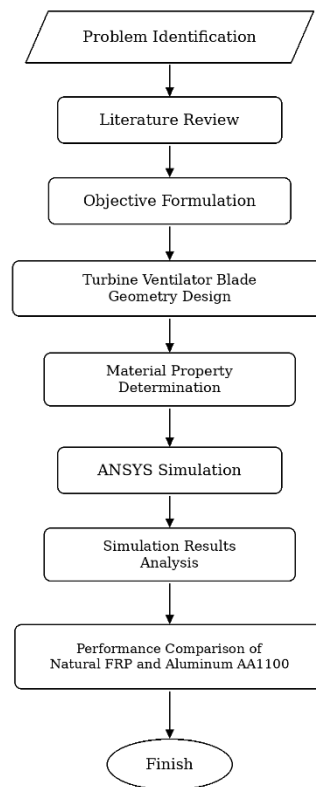 Problem Identification
Literature Review
Objective Formulation
Turbine Ventilator Blade
Geometry Design
Material Property
Determination
ANSYS Simulation
Simulation Results
Analysis
Performance Comparison of
Natural FRP and Aluminum AA1100
Finish